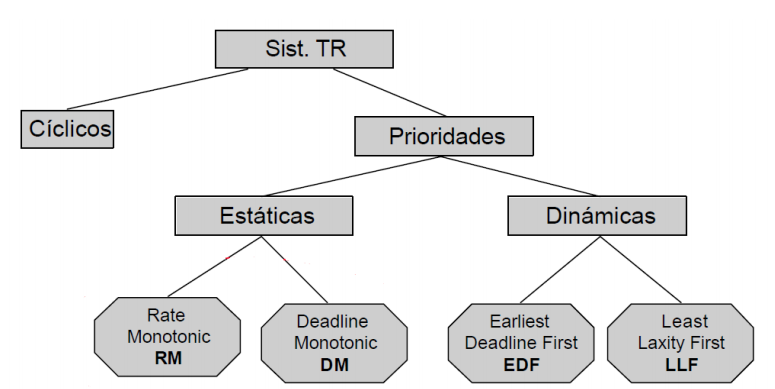 Sist. TR
Cíclicos
Prioridades
Estáticas
Dinámicas
Rate
Monotonic
RM
Deadline
Monotonic
DM
Earliest
Deadline First
EDF
Least
Laxity First
LLF